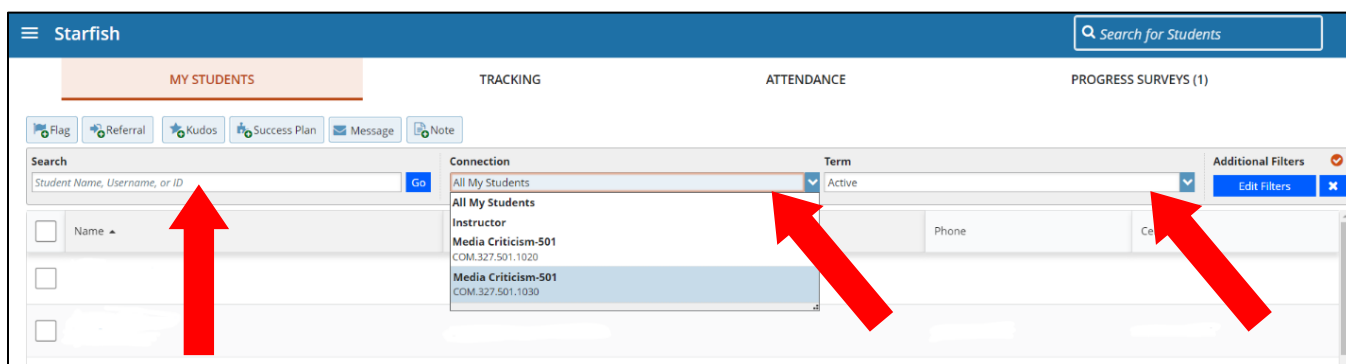 Starfish
Search for Students
MY STUDENTS TRACKING ATTENDANCE PROGRESS SURVEYS (1)
Flag Referral Kudos Success Plan Message Note
Search Connection Term Additional Filters
Student Name, Username, or ID Go All My Students Active Edit Filters
All My Students
Instructor
Media Criticism-501
COM.327.501.1020
Media Criticism-501
COM.327.501.1030
Name Phone